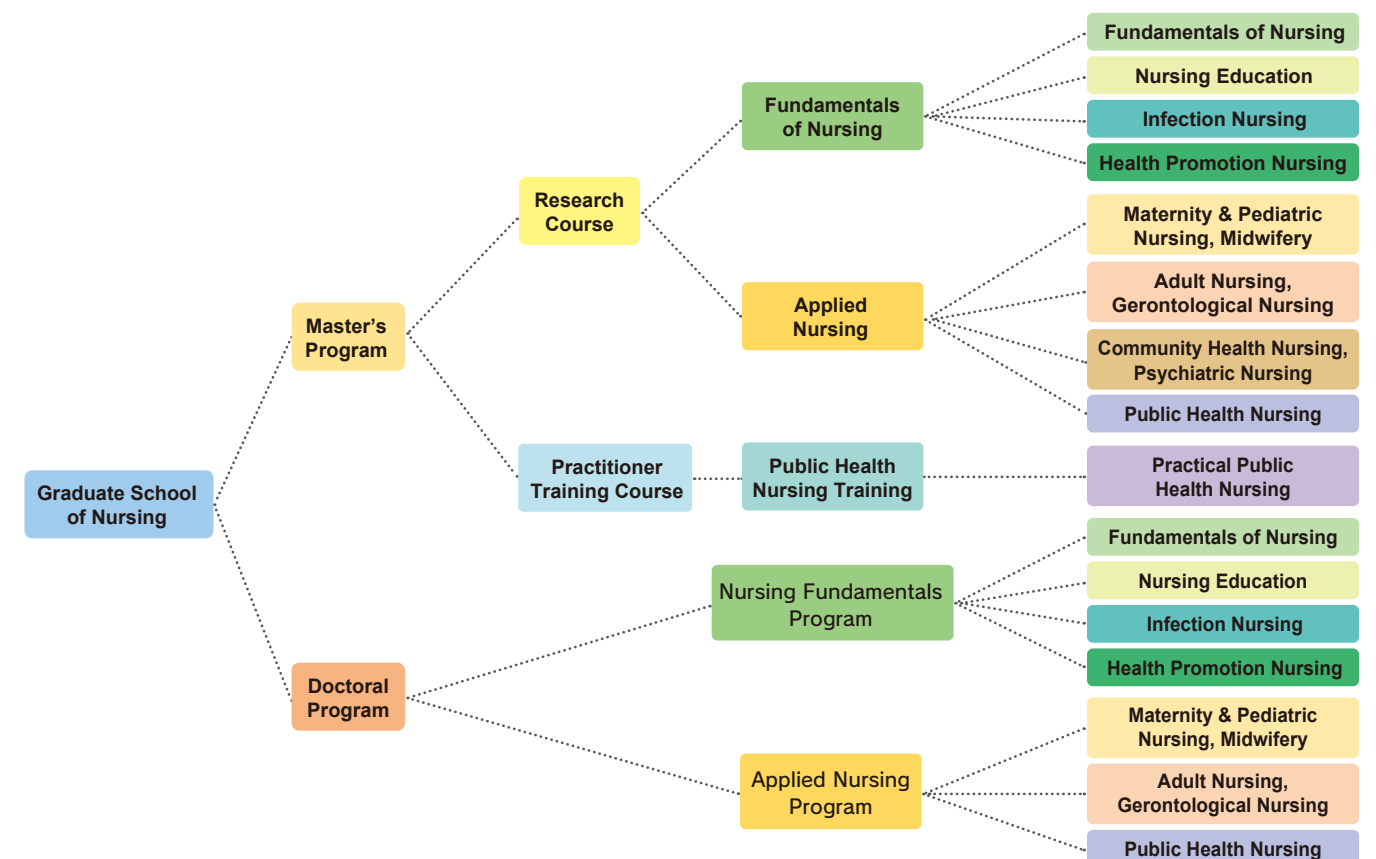 Graduate School
of Nursing
Master's
Program
Research
Course
Fundamentals
of Nursing
Fundamentals of Nursing
Nursing Education
Infection Nursing
Health Promotion Nursing
Applied
Nursing
Maternity & Pediatric
Nursing, Midwifery
Adult Nursing,
Gerontological Nursing
Community Health Nursing,
Psychiatric Nursing
Public Health Nursing
Practitioner
Training Course
Public Health
Nursing Training
Practical Public
Health Nursing
Doctoral
Program
Nursing Fundamentals
Program
Fundamentals of Nursing
Nursing Education
Infection Nursing
Health Promotion Nursing
Applied Nursing
Program
Maternity & Pediatric
Nursing, Midwifery
Adult Nursing,
Gerontological Nursing
Public Health Nursing